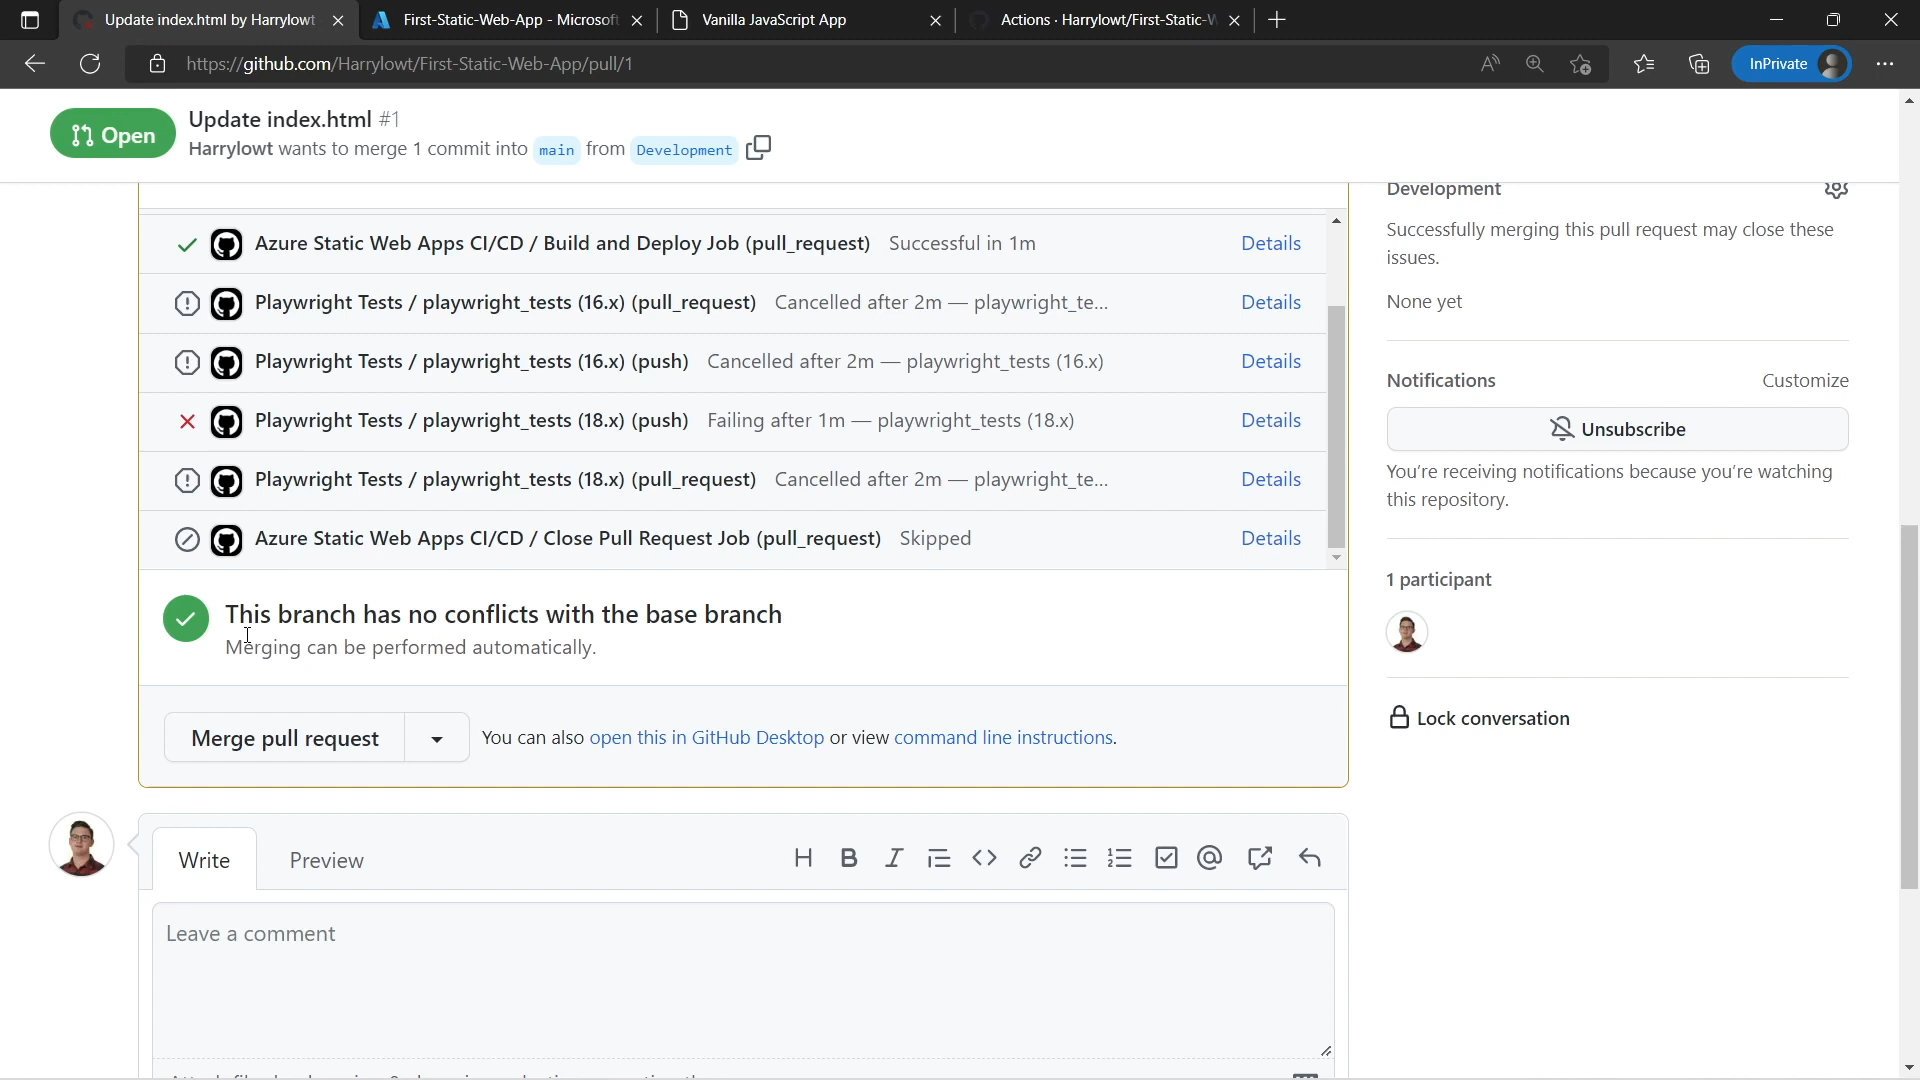 Update index.html by Harrylowt
First-Static-Web-App - Microsoft
Vanilla JavaScript App
Actions · Harrylowt/First-Static-W
https://github.com/Harrylowt/First-Static-Web-App/pull/1
InPrivate
Open
Update index.html #1
Harrylowt wants to merge 1 commit into main from Development
Azure Static Web Apps CI/CD / Build and Deploy Job (pull_request) Successful in 1m Details
Playwright Tests / playwright_tests (16.x) (pull_request) Cancelled after 2m — playwright_te... Details
Playwright Tests / playwright_tests (16.x) (push) Cancelled after 2m — playwright_tests (16.x) Details
Playwright Tests / playwright_tests (18.x) (push) Failing after 1m — playwright_tests (18.x) Details
Playwright Tests / playwright_tests (18.x) (pull_request) Cancelled after 2m — playwright_te... Details
Azure Static Web Apps CI/CD / Close Pull Request Job (pull_request) Skipped Details
This branch has no conflicts with the base branch
Merging can be performed automatically.
Merge pull request
You can also open this in GitHub Desktop or view command line instructions.
Write
Preview
Leave a comment
Development
Successfully merging this pull request may close these
issues.
None yet
Notifications
Customize
Unsubscribe
You're receiving notifications because you're watching
this repository.
1 participant
Lock conversation